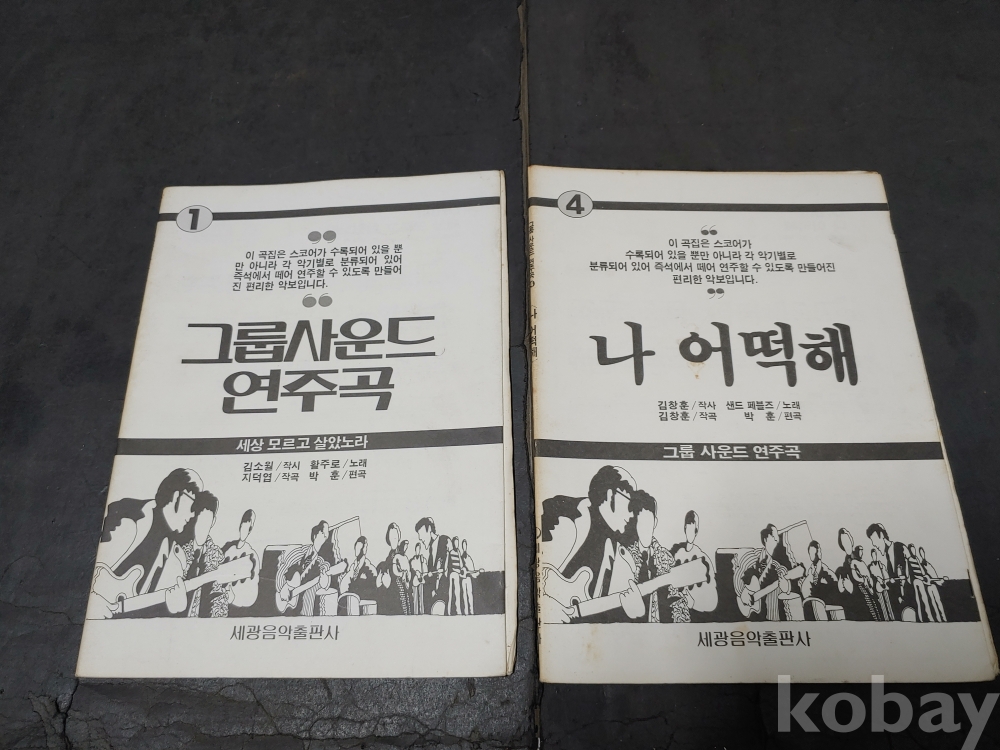 1
이 곡집은 스코어가 수록되어 있을 뿐
만 아니라 각 악기별로 분류되어 있어
즉석에서 떼어 연주할 수 있도록 만들어
진 편리한 악보입니다.
그룹사운드
연주곡
세상 모르고 살았노라
김소월/작시 활주로/노래
지덕엽/작곡 박 훈/편곡
세광음악출판사
4
이 곡집은 스코어가
수록되어 있을 뿐만 아니라 각 악기별로
분류되어 있어 즉석에서 떼어 연주할 수 있도록 만들어진
편리한 악보입니다.
나 어떡해
김창훈/작사 샌드 페블즈/노래
김창훈/작곡 박 훈/편곡
그룹 사운드 연주곡
세광음악출판사
나 어떡해
kobay